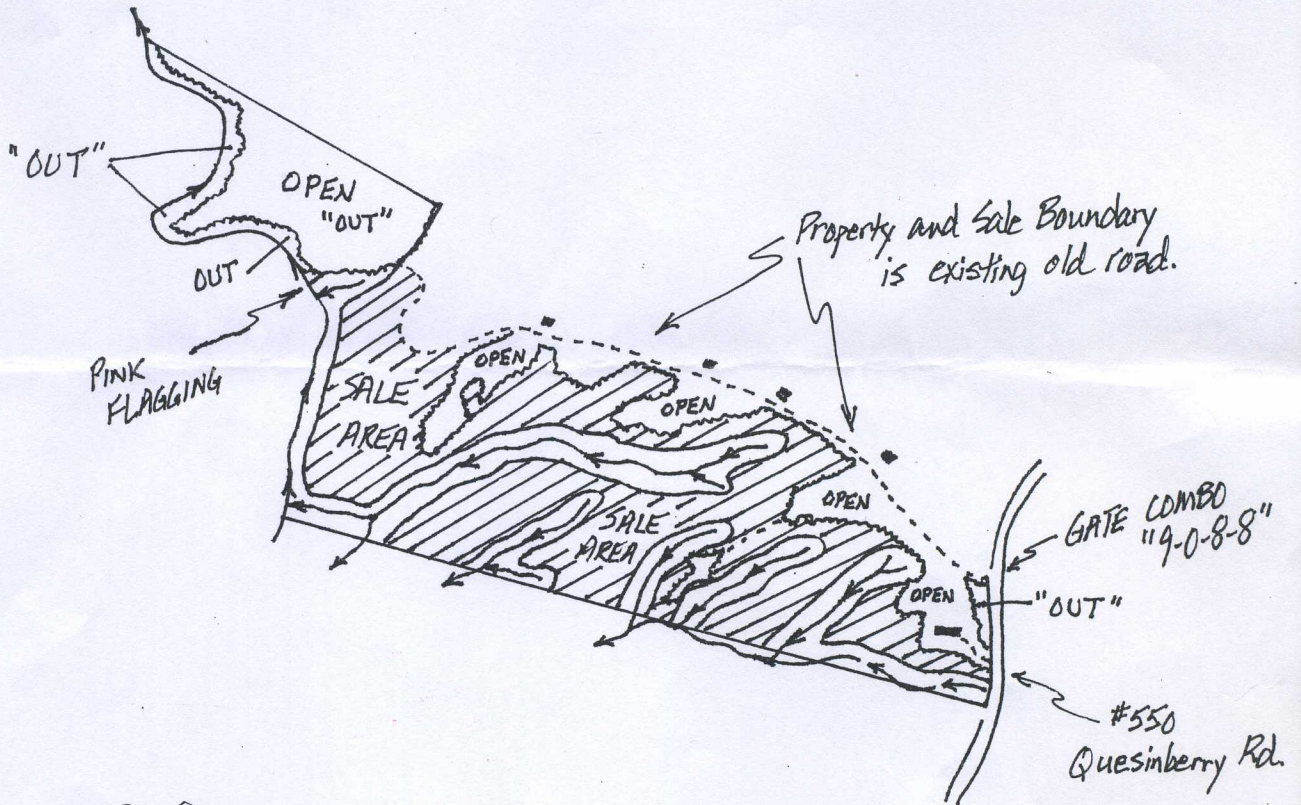 "OUT"
OPEN
"OUT"
OUT
PINK
FLAGGING
Property and Sale Boundary
is existing old road.
SALE
AREA
OPEN
OPEN
OPEN
SALE
AREA
OPEN
GATE COMBO
"9-0-8-8"
"OUT"
#550
Quesinberry Rd.